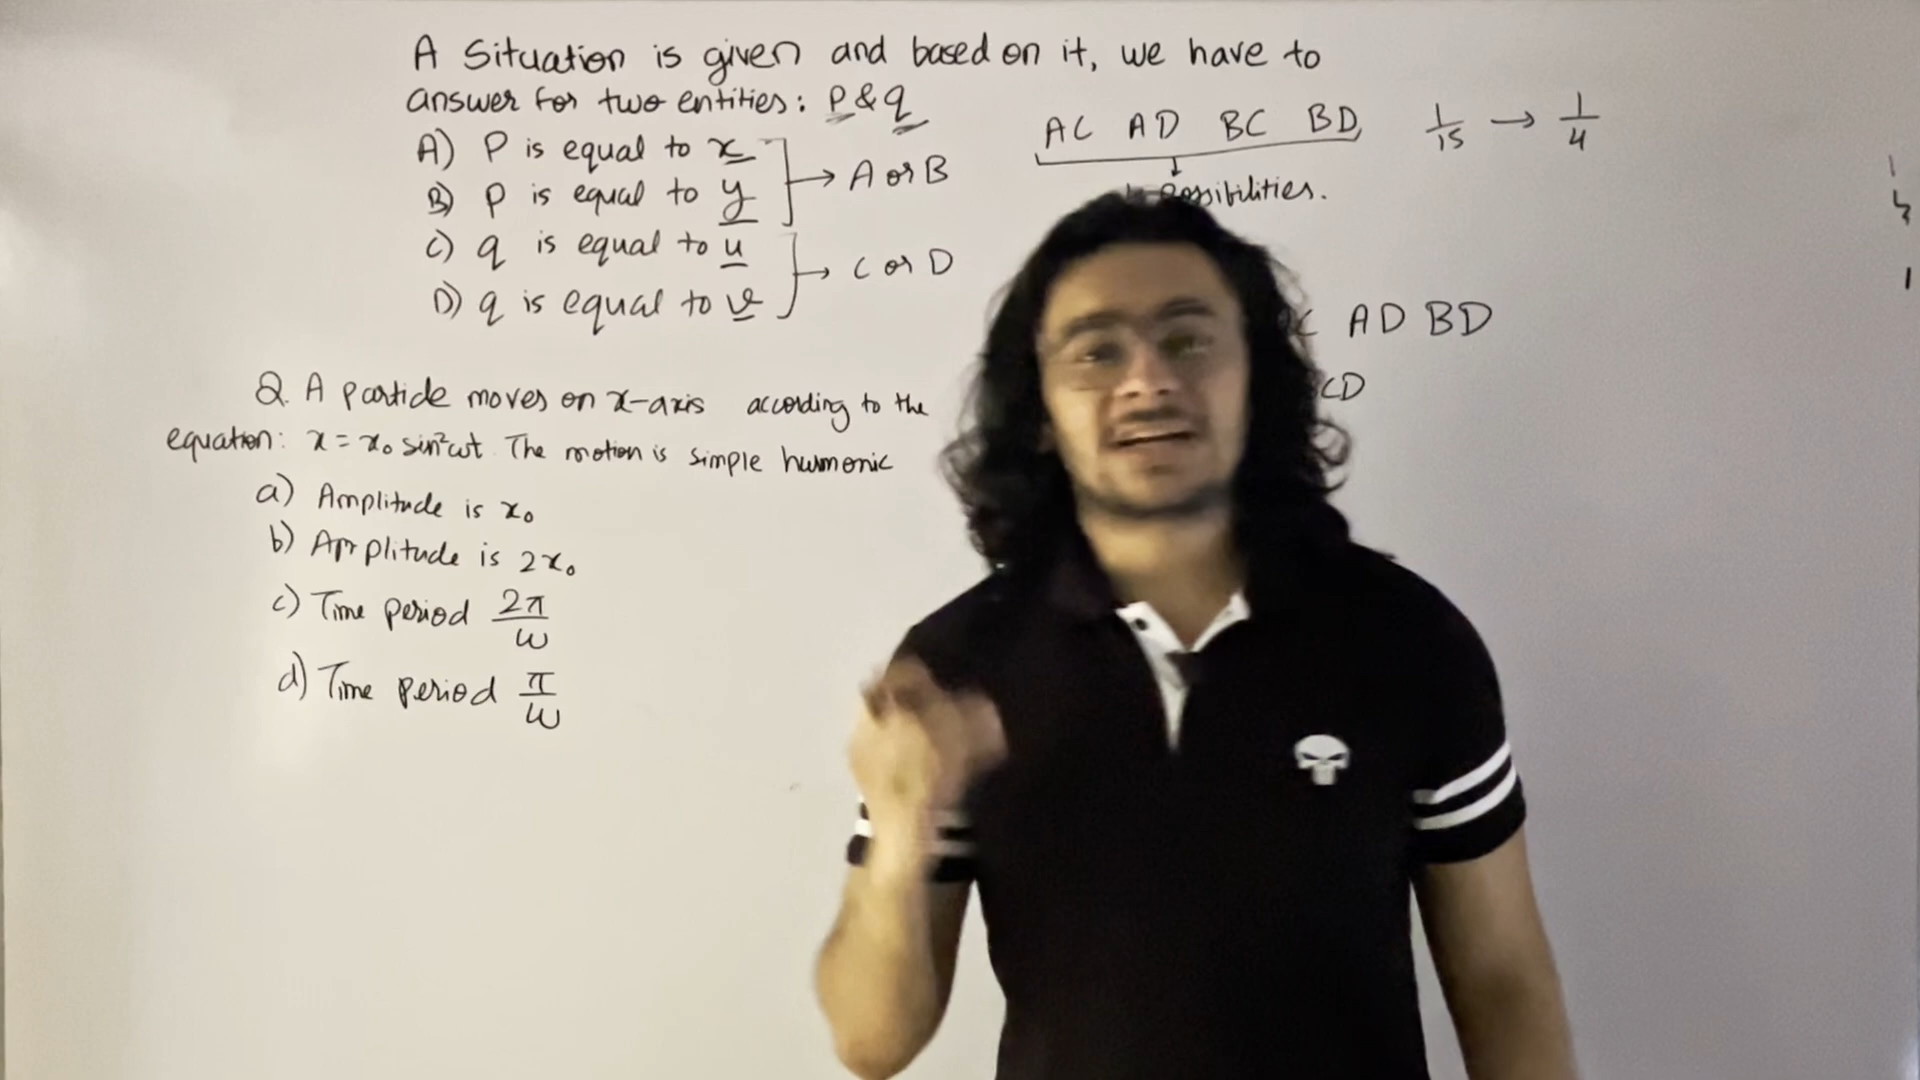 A Situation is given and based on it, we have to
answer for two entities: P & q
A) P is equal to x
B) P is equal to y
→ A or B
C) q is equal to u
D) q is equal to v
→ C or D
AC AD BC BD
possibilities.
1/15 → 1/4
AD BD
CD
Q. A particle moves on x-axis according to the
equation: x = x₀ sin²ωt. The motion is simple harmonic
a) Amplitude is x₀
b) Amplitude is 2x₀
c) Time period 2π/ω
d) Time period π/ω